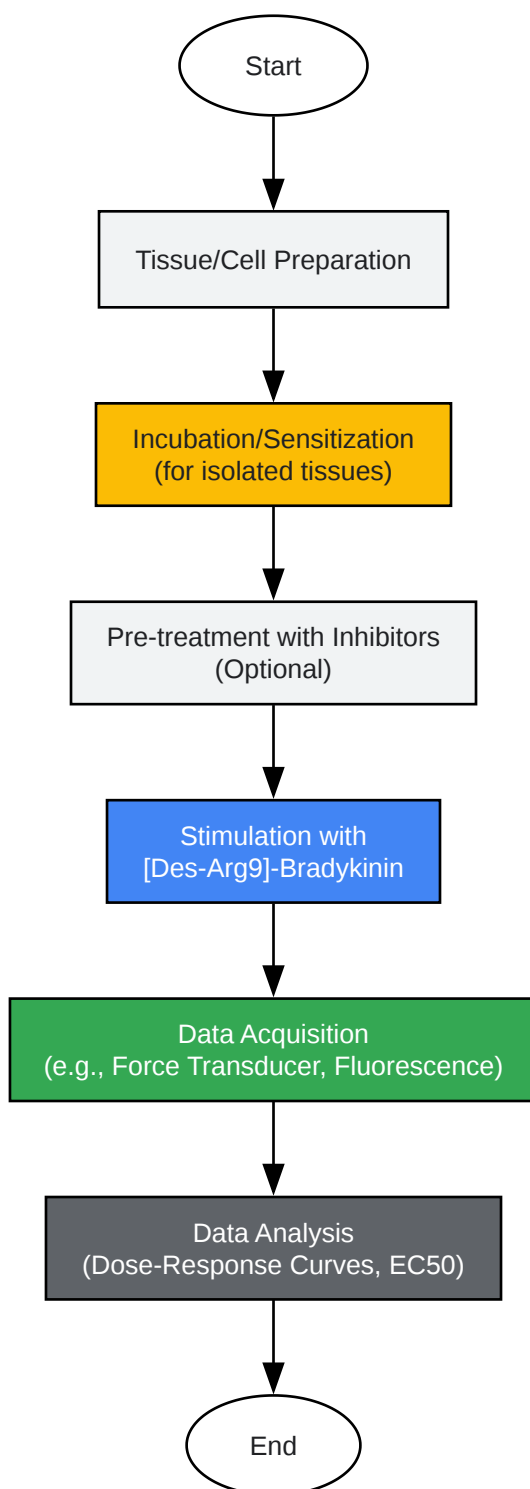 Start
Tissue/Cell Preparation
Incubation/Sensitization
(for isolated tissues)
Pre-treatment with Inhibitors
(Optional)
Stimulation with
[Des-Arg9]-Bradykinin
Data Acquisition
(e.g., Force Transducer, Fluorescence)
Data Analysis
(Dose-Response Curves, EC50)
End